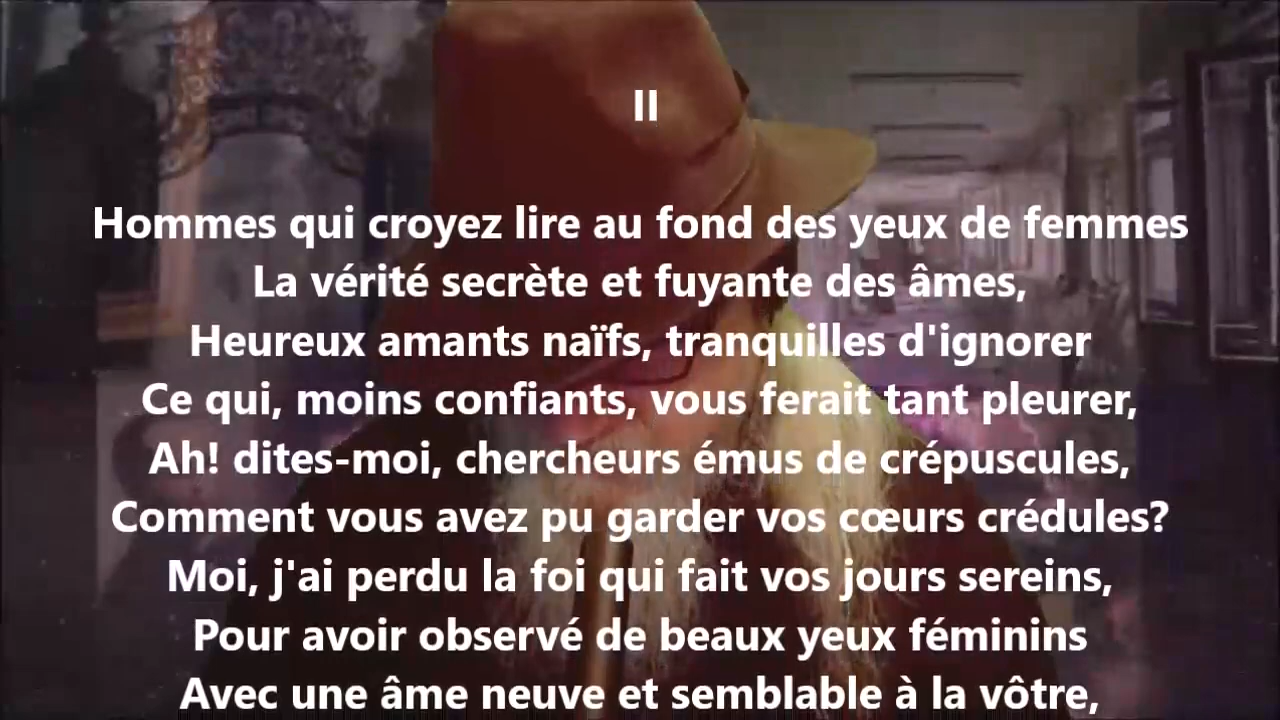 II
Hommes qui croyez lire au fond des yeux de femmes
La vérité secrète et fuyante des âmes,
Heureux amants naïfs, tranquilles d'ignorer
Ce qui, moins confiants, vous ferait tant pleurer,
Ah! dites-moi, chercheurs émus de crépuscules,
Comment vous avez pu garder vos cœurs crédules?
Moi, j'ai perdu la foi qui fait vos jours sereins,
Pour avoir observé de beaux yeux féminins
Avec une âme neuve et semblable à la vôtre,